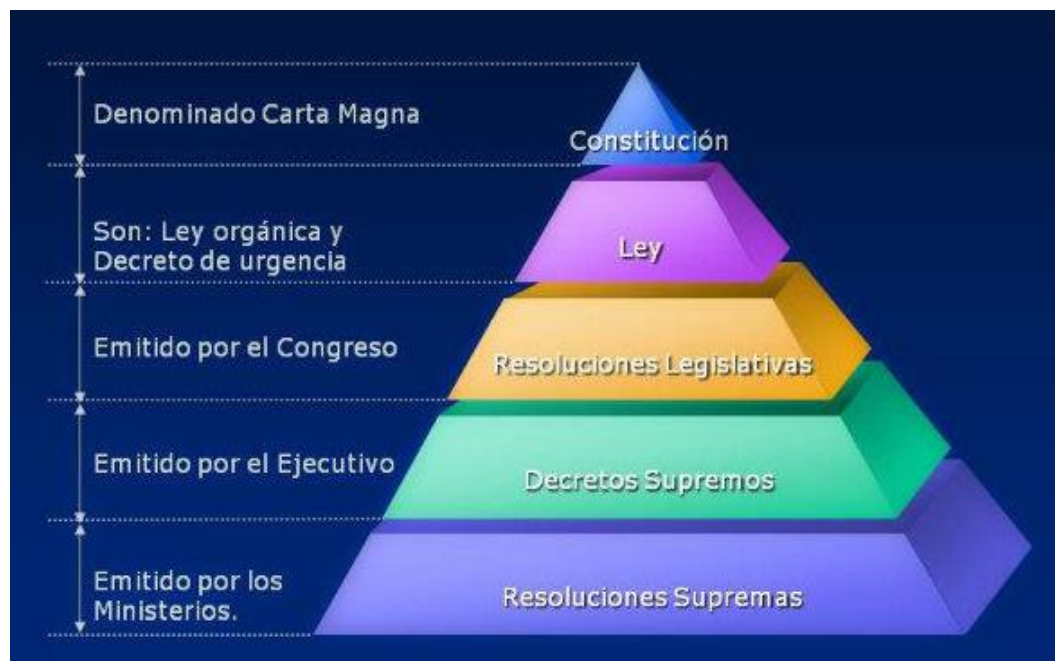 Denominado Carta Magna
Constitución
Son: Ley orgánica y
Decreto de urgencia
Ley
Emitido por el Congreso
Resoluciones Legislativas
Emitido por el Ejecutivo
Decretos Supremos
Emitido por los
Ministerios.
Resoluciones Supremas